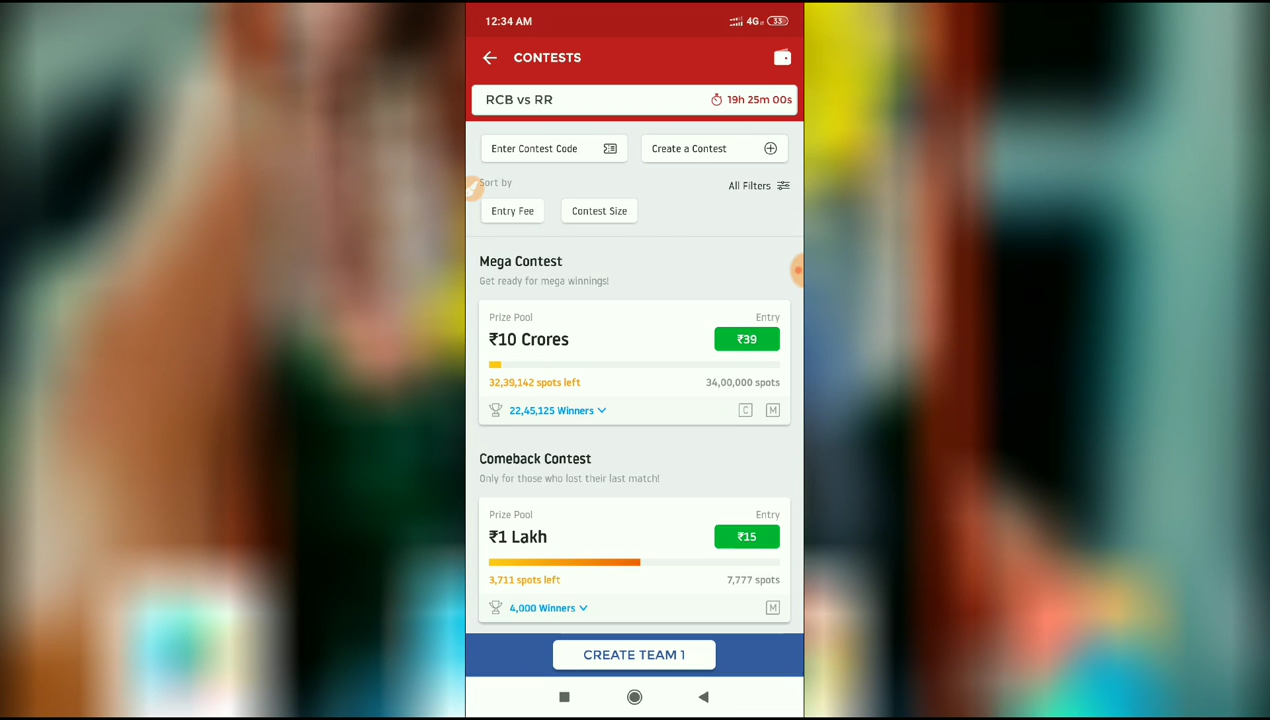 12:34 AM 4G 33
CONTESTS
RCB vs RR 19h 25m 00s
Enter Contest Code Create a Contest
Sort by All Filters
Entry Fee Contest Size
Mega Contest
Get ready for mega winnings!
Prize Pool Entry
₹10 Crores ₹39
32,39,142 spots left 34,00,000 spots
22,45,125 Winners C M
Comeback Contest
Only for those who lost their last match!
Prize Pool Entry
₹1 Lakh ₹15
3,711 spots left 7,777 spots
4,000 Winners M
CREATE TEAM 1